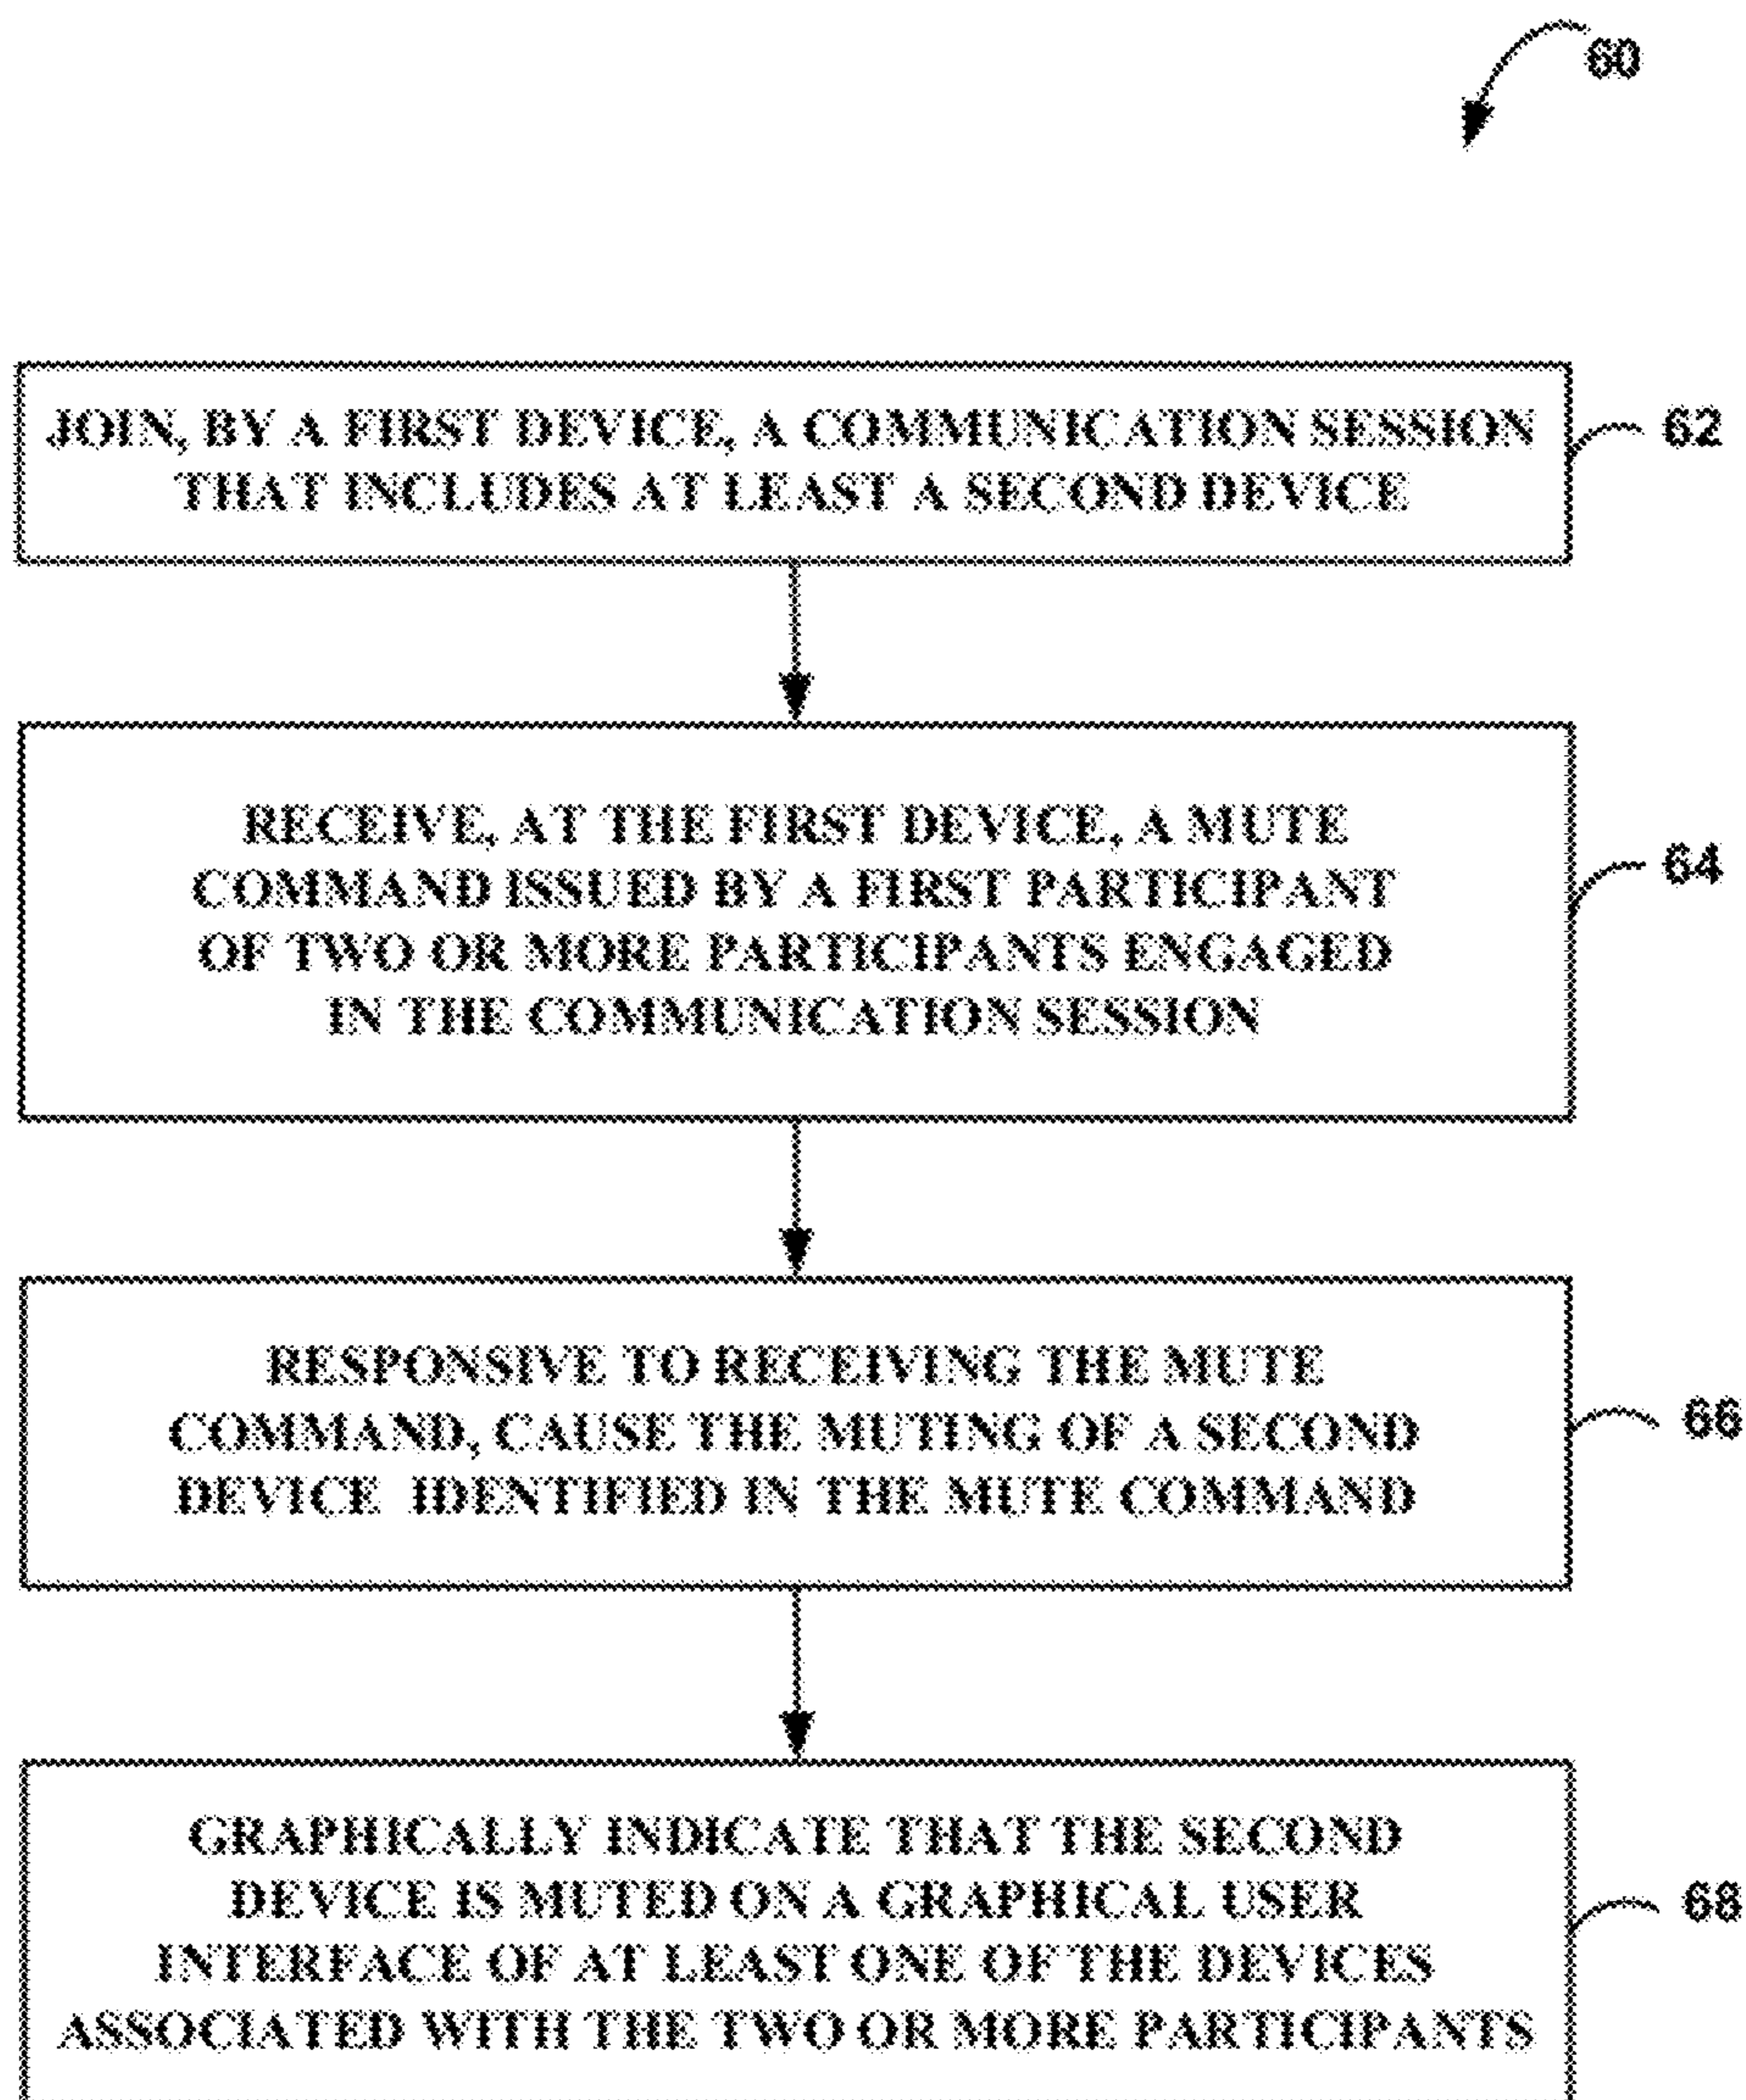 60
JOIN, BY A FIRST DEVICE, A COMMUNICATION SESSION
THAT INCLUDES AT LEAST A SECOND DEVICE
62
RECEIVE, AT THE FIRST DEVICE, A MUTE
COMMAND ISSUED BY A FIRST PARTICIPANT
OF TWO OR MORE PARTICIPANTS ENGAGED
IN THE COMMUNICATION SESSION
64
RESPONSIVE TO RECEIVING THE MUTE
COMMAND, CAUSE THE MUTING OF A SECOND
DEVICE IDENTIFIED IN THE MUTE COMMAND
66
GRAPHICALLY INDICATE THAT THE SECOND
DEVICE IS MUTED ON A GRAPHICAL USER
INTERFACE OF AT LEAST ONE OF THE DEVICES
ASSOCIATED WITH THE TWO OR MORE PARTICIPANTS
68